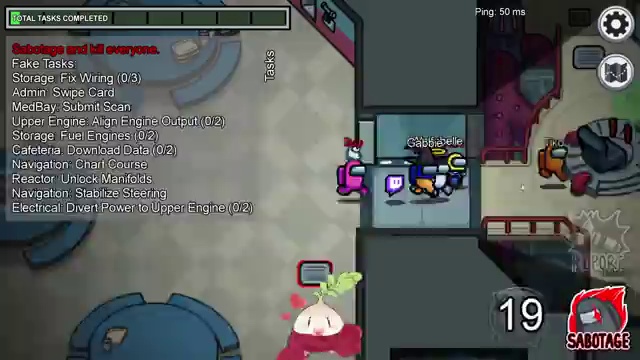 TOTAL TASKS COMPLETED
Ping: 50 ms
Sabotage and kill everyone.
Fake Tasks:
Storage: Fix Wiring (0/3)
Admin: Swipe Card
MedBay: Submit Scan
Upper Engine: Align Engine Output (0/2)
Storage: Fuel Engines (0/2)
Cafeteria: Download Data (0/2)
Navigation: Chart Course
Reactor: Unlock Manifolds
Navigation: Stabilize Steering
Electrical: Divert Power to Upper Engine (0/2)
Tasks
Gabbie
REPORT
19
SABOTAGE